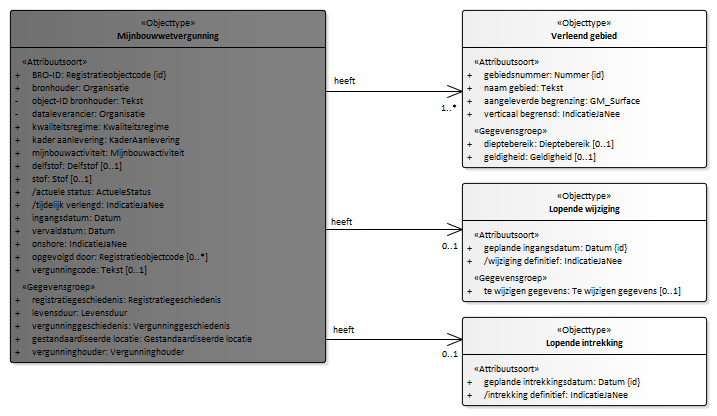 «Objecttype»
Mijnbouwwetvergunning
«Attribuutsoort»
+ BRO-ID: Registratieobjectcode {id}
+ bronhouder: Organisatie
- object-ID bronhouder: Tekst
- dataleverancier: Organisatie
+ kwaliteitsregime: Kwaliteitsregime
+ kader aanlevering: KaderAanlevering
+ mijnbouwactiviteit: Mijnbouwactiviteit
+ delfstof: Delfstof [0..1]
+ stof: Stof [0..1]
+ /actuele status: ActueleStatus
+ /tijdelijk verlengd: IndicatieJaNee
+ ingangsdatum: Datum
+ vervaldatum: Datum
+ onshore: IndicatieJaNee
+ opgevolgd door: Registratieobjectcode [0..*]
+ vergunningcode: Tekst [0..1]
«Gegevensgroep»
+ registratiegeschiedenis: Registratiegeschiedenis
+ levensduur: Levensduur
+ vergunninggeschiedenis: Vergunninggeschiedenis
+ gestandaardiseerde locatie: Gestandaardiseerde locatie
+ vergunninghouder: Vergunninghouder
heeft
1..*
«Objecttype»
Verleend gebied
«Attribuutsoort»
+ gebiedsnummer: Nummer {id}
+ naam gebied: Tekst
+ aangeleverde begrenzing: GM_Surface
+ verticaal begrensd: IndicatieJaNee
«Gegevensgroep»
+ dieptebereik: Dieptebereik [0..1]
+ geldigheid: Geldigheid [0..1]
heeft
0..1
«Objecttype»
Lopende wijziging
«Attribuutsoort»
+ geplande ingangsdatum: Datum {id}
+ /wijziging definitief: IndicatieJaNee
«Gegevensgroep»
+ te wijzigen gegevens: Te wijzigen gegevens [0..1]
heeft
0..1
«Objecttype»
Lopende intrekking
«Attribuutsoort»
+ geplande intrekkingsdatum: Datum {id}
+ /intrekking definitief: IndicatieJaNee